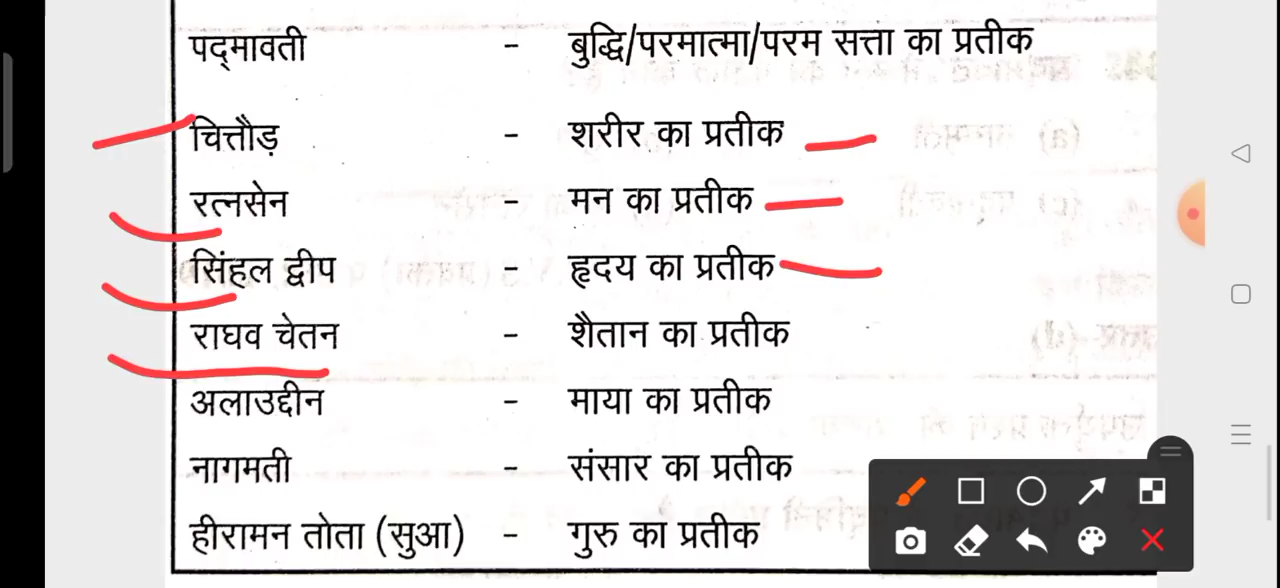 पद्मावती - बुद्धि/परमात्मा/परम सत्ता का प्रतीक
चित्तौड़ - शरीर का प्रतीक
रत्नसेन - मन का प्रतीक
सिंहल द्वीप - हृदय का प्रतीक
राघव चेतन - शैतान का प्रतीक
अलाउद्दीन - माया का प्रतीक
नागमती - संसार का प्रतीक
हीरामन तोता (सुआ) - गुरु का प्रतीक